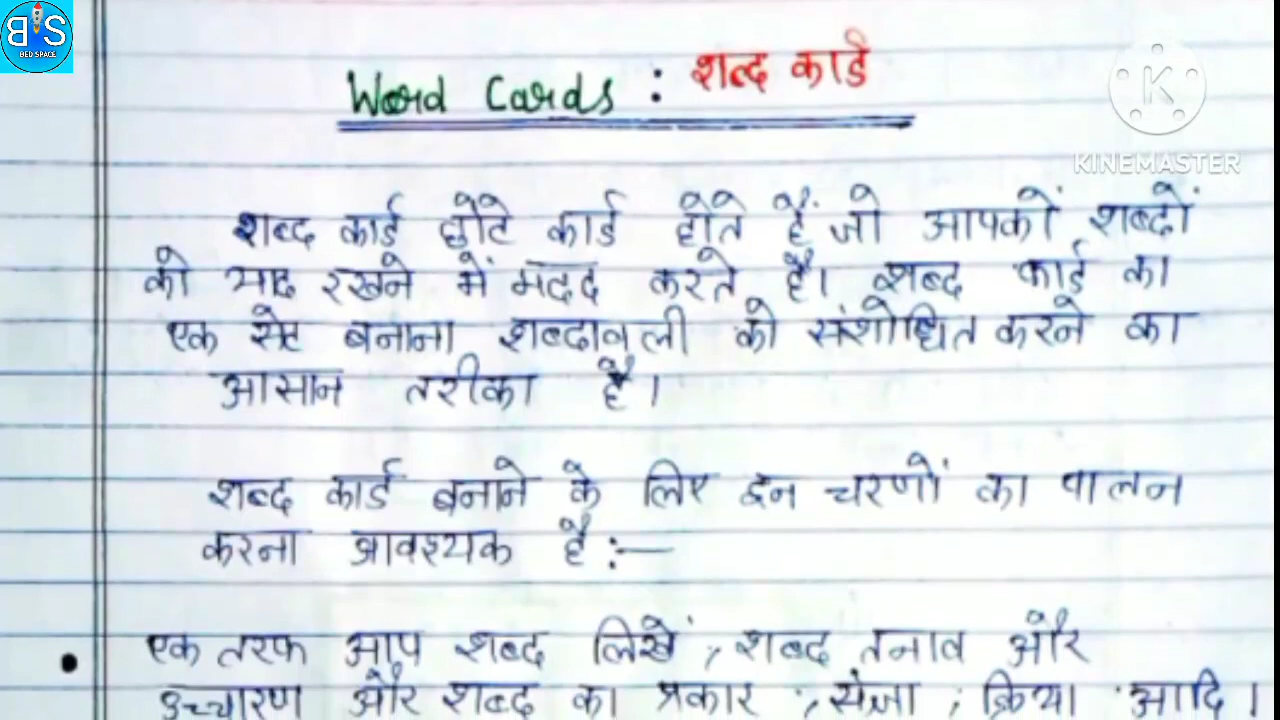 BS
BED SPACE
Word Cards : शब्द कार्ड
K
KINEMASTER
शब्द कार्ड छोटे कार्ड होते हैं जो आपको शब्दों
को याद रखने में मदद करते है। शब्द कार्ड का
एक सेट बनाना शब्दावली को संशोधित करने का
आसान तरीका है।
शब्द कार्ड बनाने के लिए इन चरणों का पालन
करना आवश्यक है :—
• एक तरफ आप शब्द लिखें , शब्द तनाव और
उच्चारण और शब्द का प्रकार , संज्ञा , क्रिया आदि।